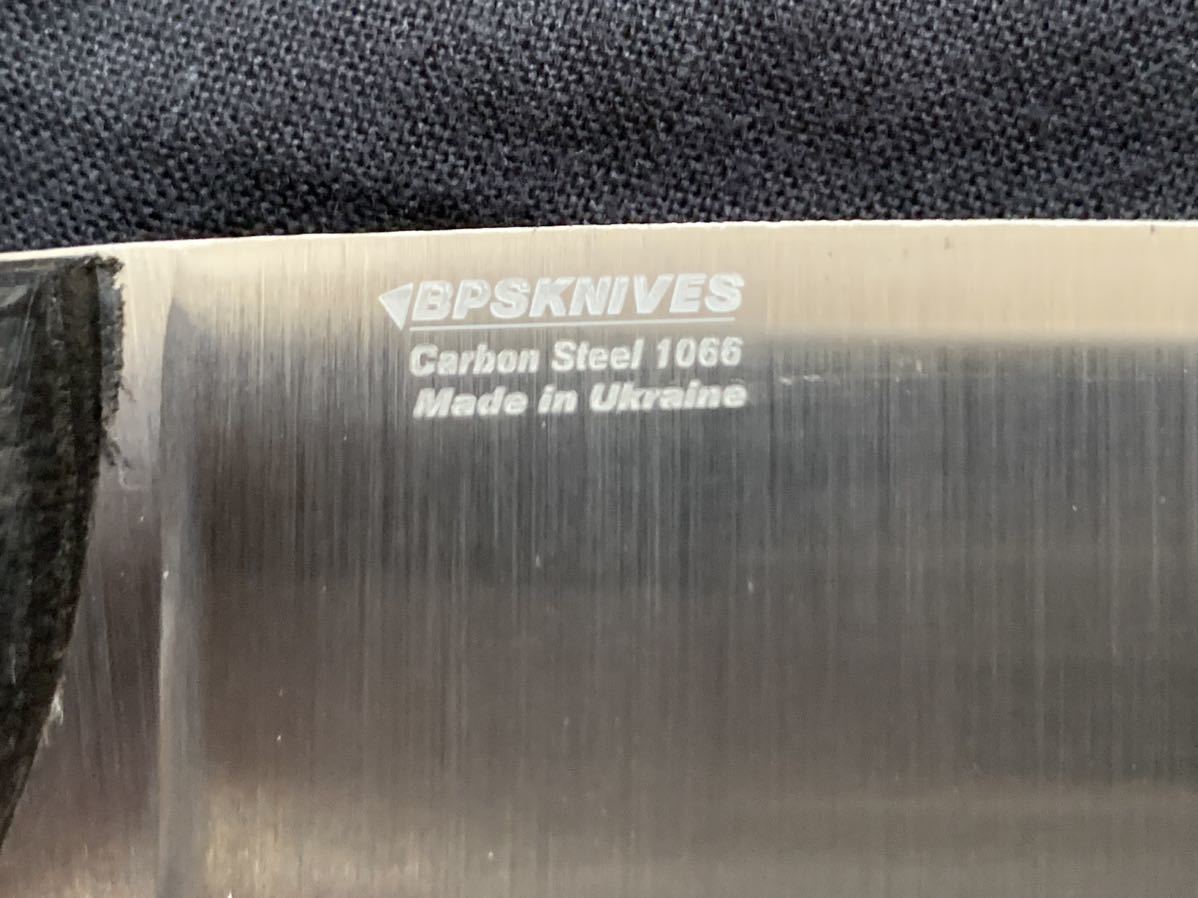 BPSKNIVES
Carbon Steel 1066
Made in Ukraine